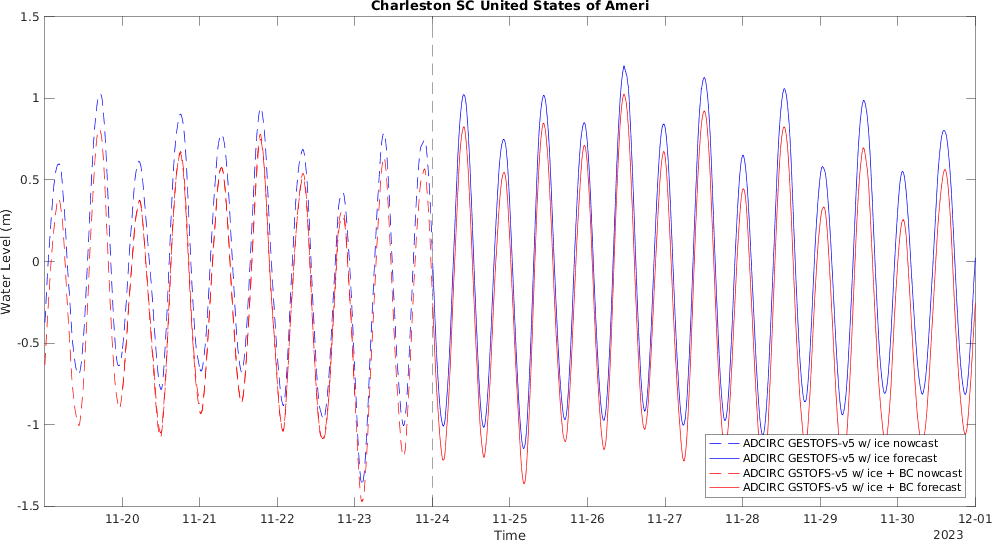 Charleston SC United States of Ameri
Water Level (m)
1.5
1
0.5
0
-0.5
-1
-1.5
11-20
11-21
11-22
11-23
11-24
11-25
11-26
11-27
11-28
11-29
11-30
12-01
Time
2023
ADCIRC GESTOFS-v5 w/ ice nowcast
ADCIRC GESTOFS-v5 w/ ice forecast
ADCIRC GSTOFS-v5 w/ ice + BC nowcast
ADCIRC GSTOFS-v5 w/ ice + BC forecast